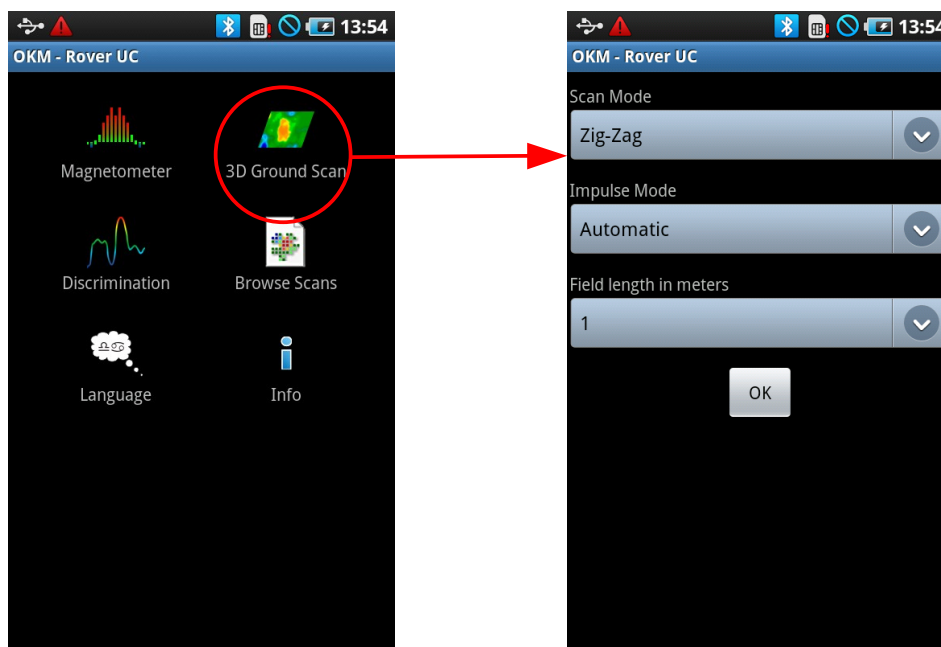 13:54
OKM - Rover UC
Magnetometer
3D Ground Scan
Discrimination
Browse Scans
Language
Info
13:54
OKM - Rover UC
Scan Mode
Zig-Zag
Impulse Mode
Automatic
Field length in meters
1
OK